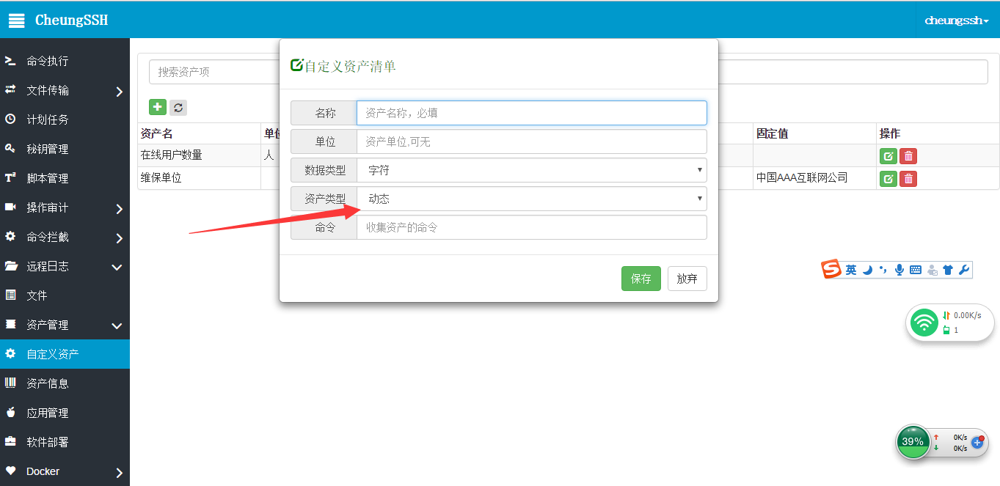 CheungSSH
cheungssh
命令执行
文件传输
计划任务
秘钥管理
脚本管理
操作审计
命令拦截
远程日志
文件
资产管理
自定义资产
资产信息
应用管理
软件部署
Docker
搜索资产项
资产名 单位 固定值 操作
在线用户数量 人
维保单位 中国AAA互联网公司
自定义资产清单
名称 资产名称，必填
单位 资产单位,可无
数据类型 字符
资产类型 动态
命令 收集资产的命令
保存 放弃
英
0.00K/s
1
39% 0K/s
0K/s